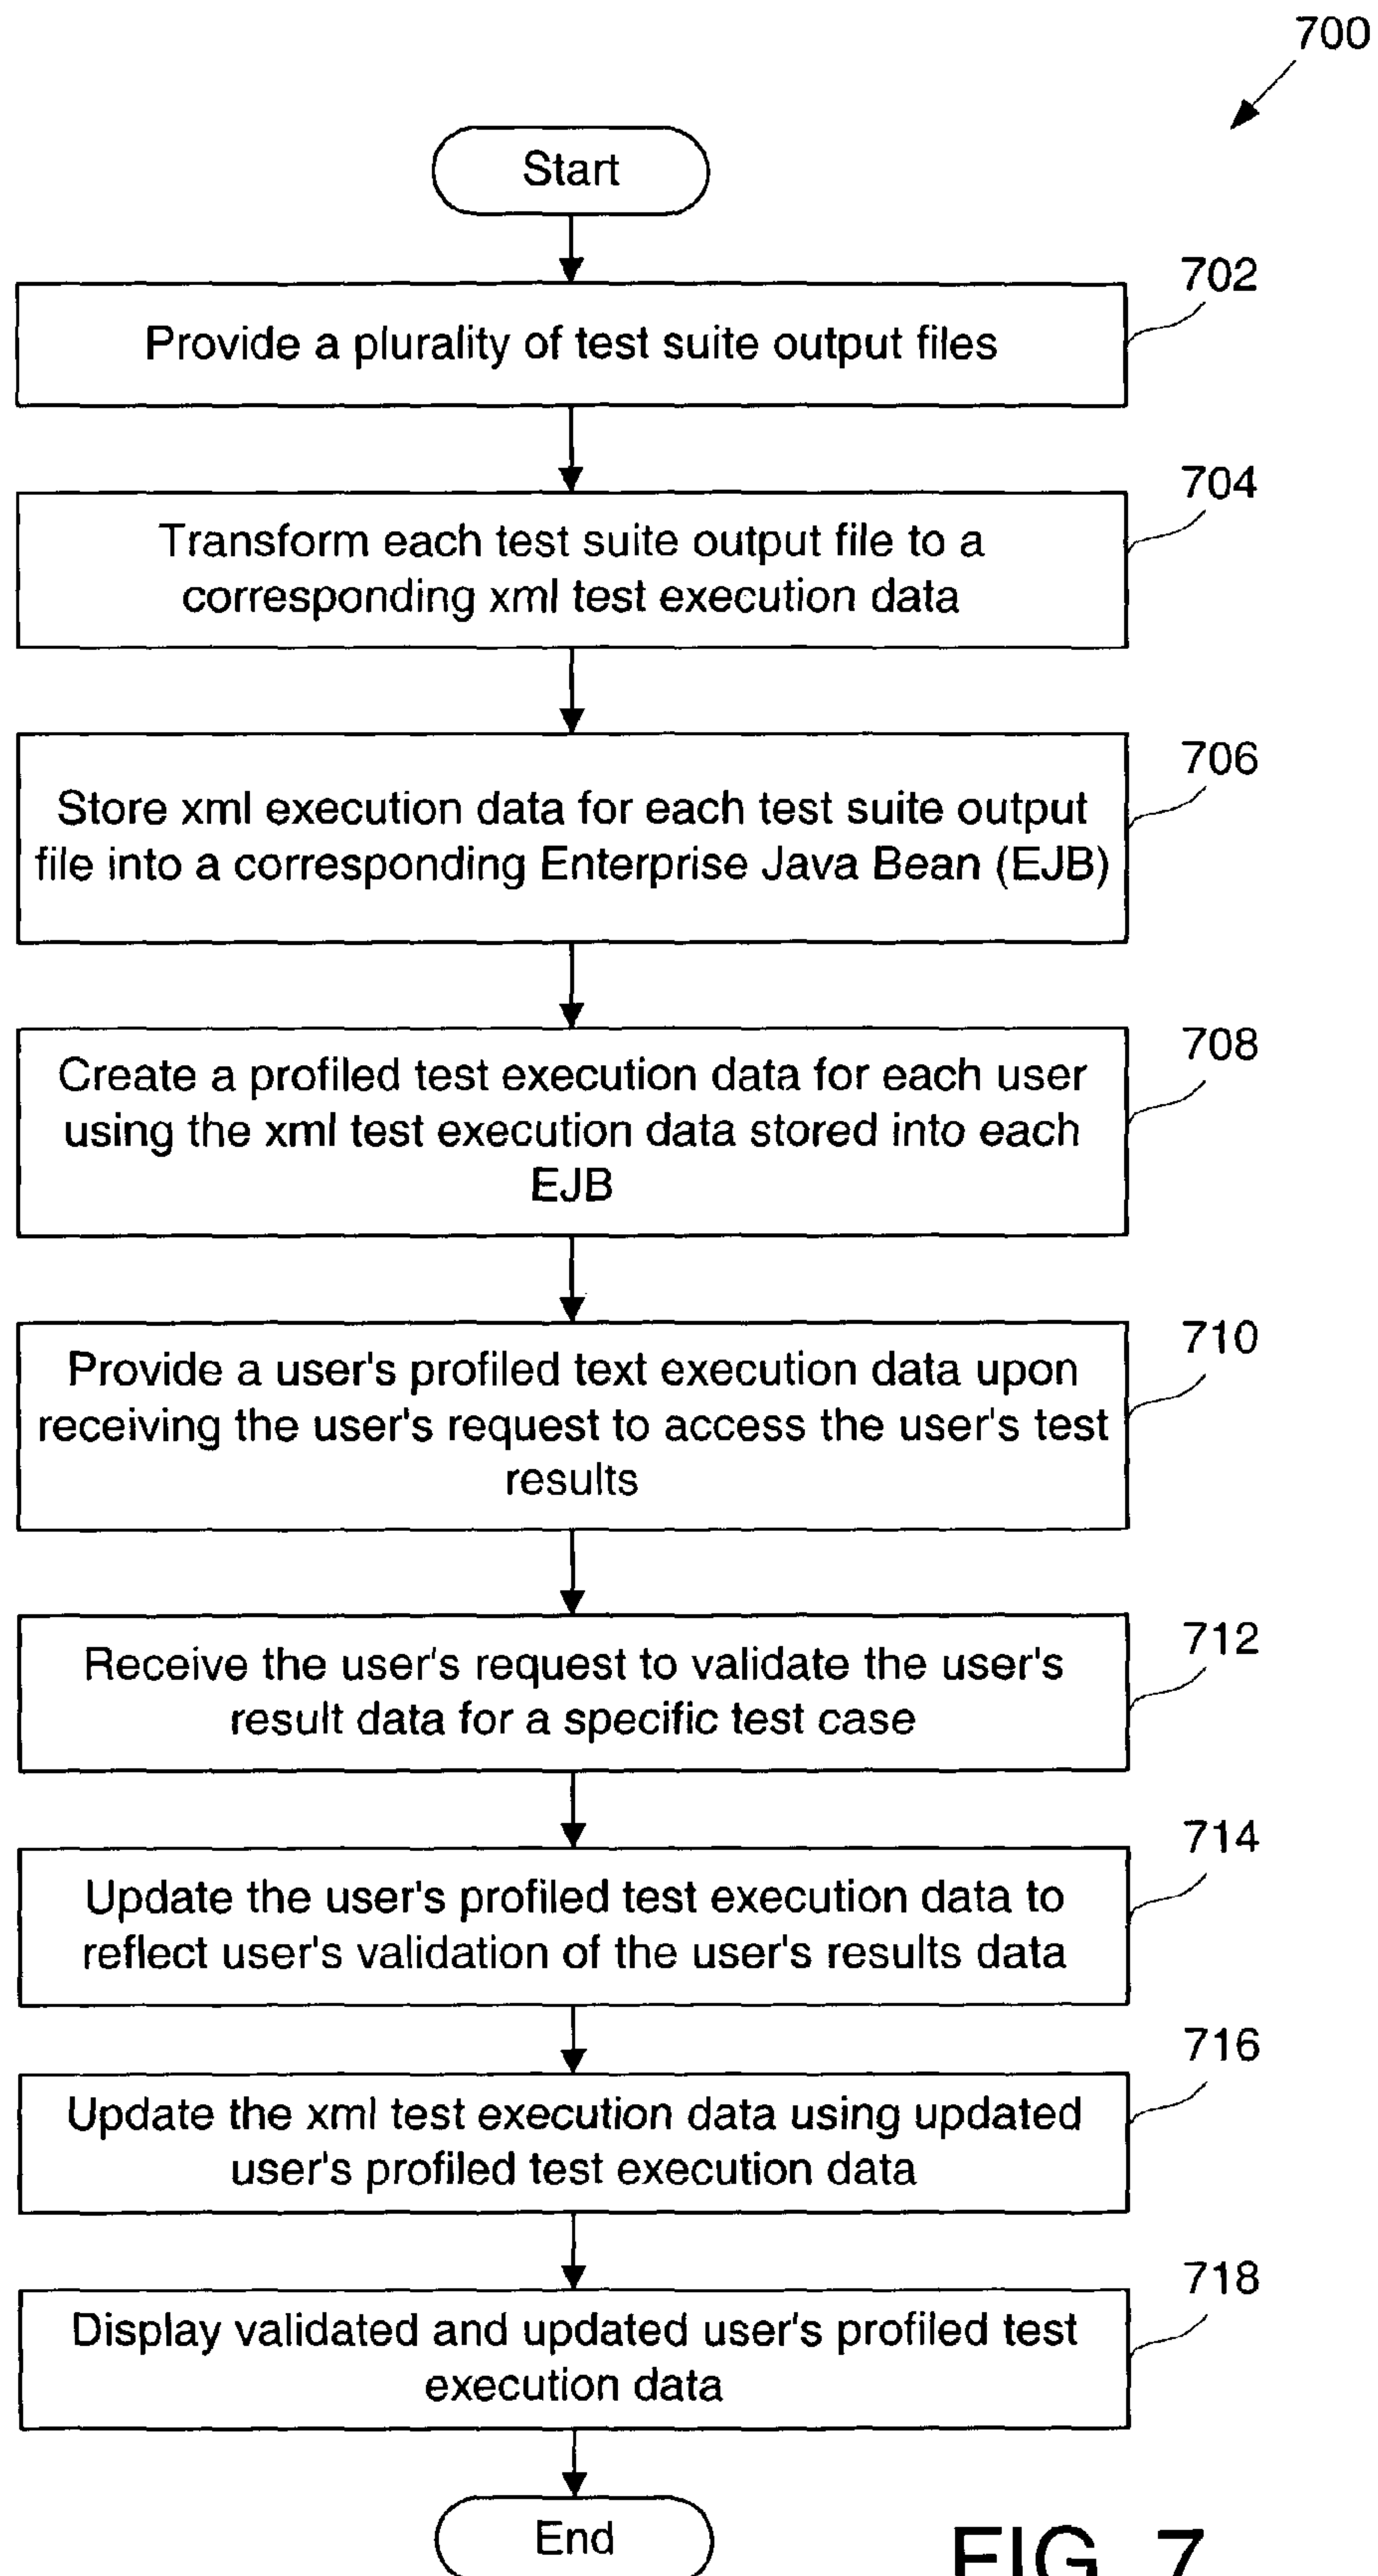 700
Start
702
Provide a plurality of test suite output files
704
Transform each test suite output file to a
corresponding xml test execution data
706
Store xml execution data for each test suite output
file into a corresponding Enterprise Java Bean (EJB)
708
Create a profiled test execution data for each user
using the xml test execution data stored into each
EJB
710
Provide a user's profiled text execution data upon
receiving the user's request to access the user's test
results
712
Receive the user's request to validate the user's
result data for a specific test case
714
Update the user's profiled test execution data to
reflect user's validation of the user's results data
716
Update the xml test execution data using updated
user's profiled test execution data
718
Display validated and updated user's profiled test
execution data
End
FIG. 7